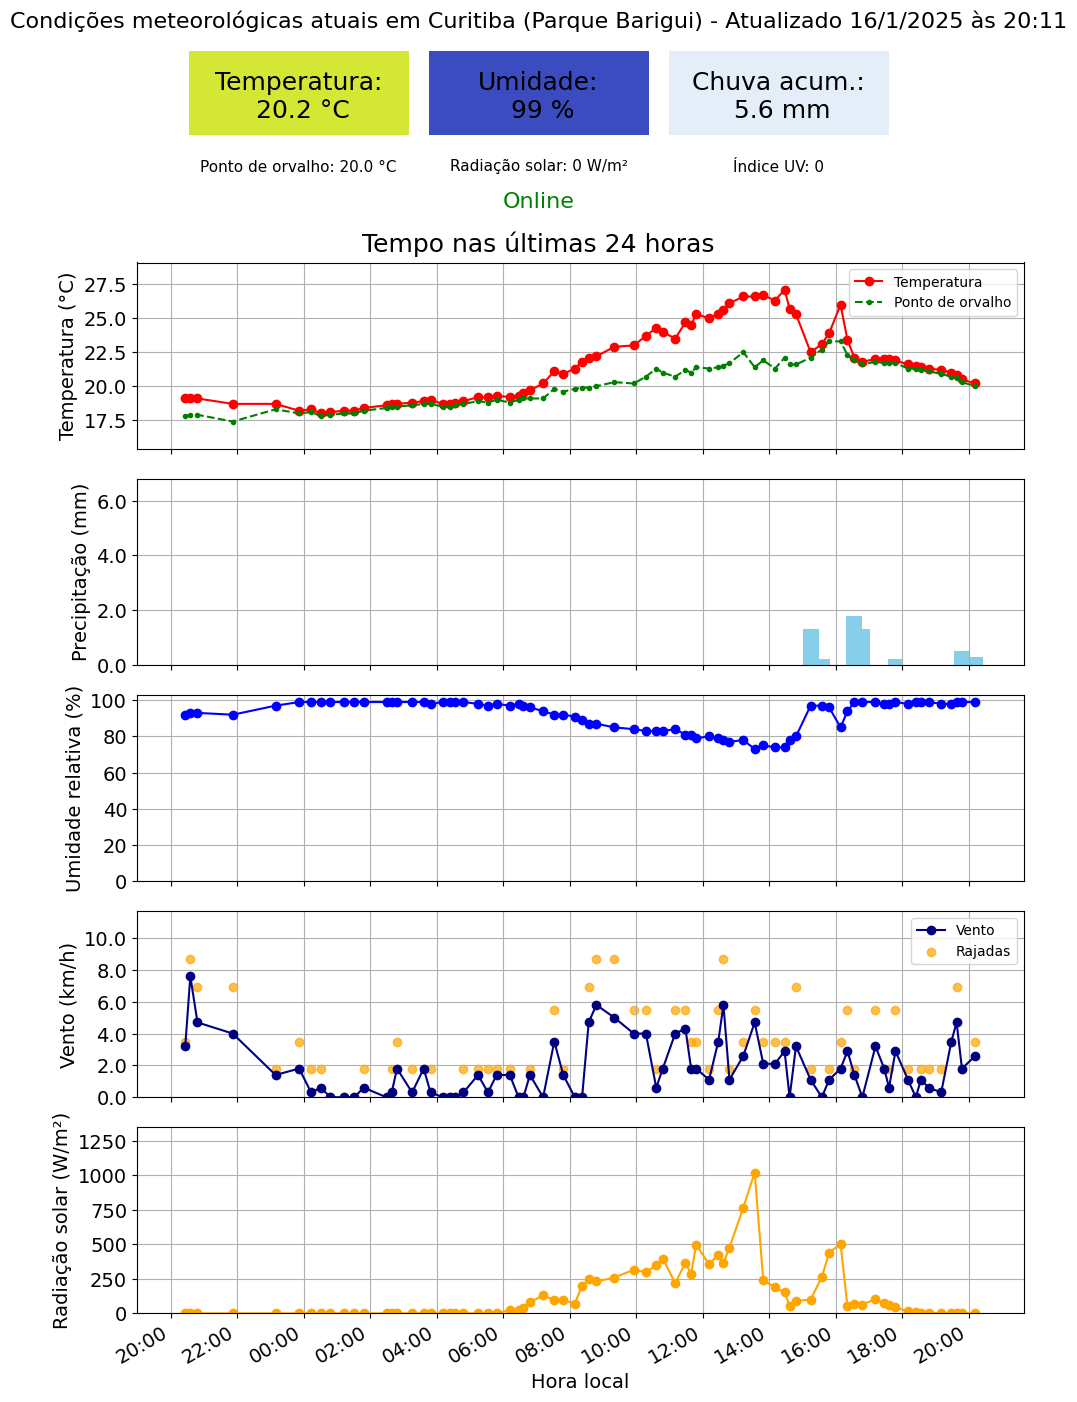 Condições meteorológicas atuais em Curitiba (Parque Barigui) - Atualizado 16/1/2025 às 20:11
Temperatura:
20.2 °C
Umidade:
99 %
Chuva acum.:
5.6 mm
Ponto de orvalho: 20.0 °C
Radiação solar: 0 W/m²
Índice UV: 0
Online
Tempo nas últimas 24 horas
Temperatura (°C)
27.5
25.0
22.5
20.0
17.5
Temperatura
Ponto de orvalho
Precipitação (mm)
6.0
4.0
2.0
0.0
Umidade relativa (%)
100
80
60
40
20
0
Vento (km/h)
10.0
8.0
6.0
4.0
2.0
0.0
Vento
Rajadas
Radiação solar (W/m²)
1250
1000
750
500
250
0
20:00
22:00
00:00
02:00
04:00
06:00
08:00
10:00
12:00
14:00
16:00
18:00
20:00
Hora local